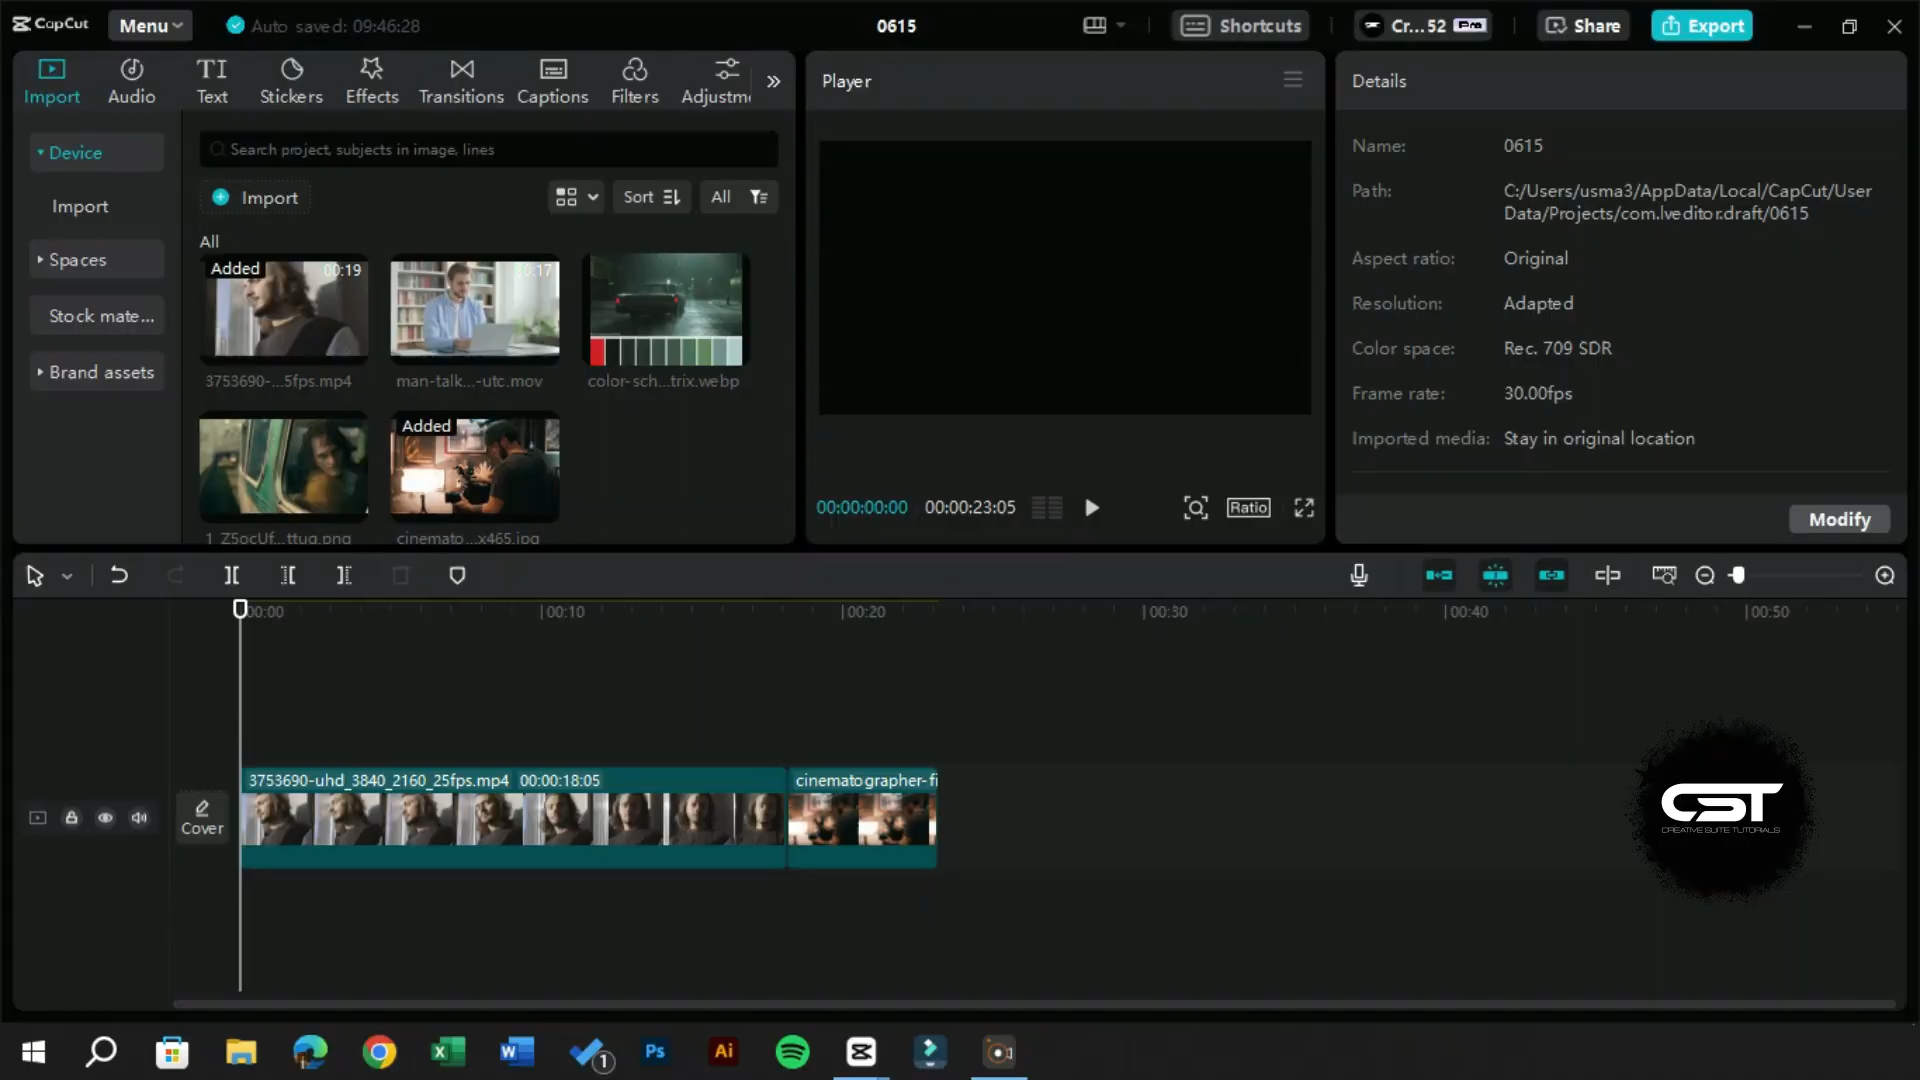 CapCut
Menu
Auto saved: 09:46:28
0615
Shortcuts
Cr...52 Pro
Share
Export
Import
Audio
TI
Text
Stickers
Effects
Transitions
Captions
Filters
Adjustm
Player
Details
Device
Import
Spaces
Stock mate...
Brand assets
Search project, subjects in image, lines
Import
Sort
All
All
Added
00:19
3753690-...5fps.mp4
man-talk...-utc.mov
color-sch...trix.webp
Added
1_Z5ocUf...ttug.png
cinemato...x465.jpg
00:00:00:00
00:00:23:05
Ratio
Name:
0615
Path:
C:/Users/usma3/AppData/Local/CapCut/User
Data/Projects/com.lveditor.draft/0615
Aspect ratio:
Original
Resolution:
Adapted
Color space:
Rec. 709 SDR
Frame rate:
30.00fps
Imported media:
Stay in original location
Modify
00:00
00:10
00:20
00:30
00:40
00:50
3753690-uhd_3840_2160_25fps.mp4 00:00:18:05
cinematographer-fi
Cover
CST
CREATIVE SUITE TUTORIALS
1
Ps
Ai